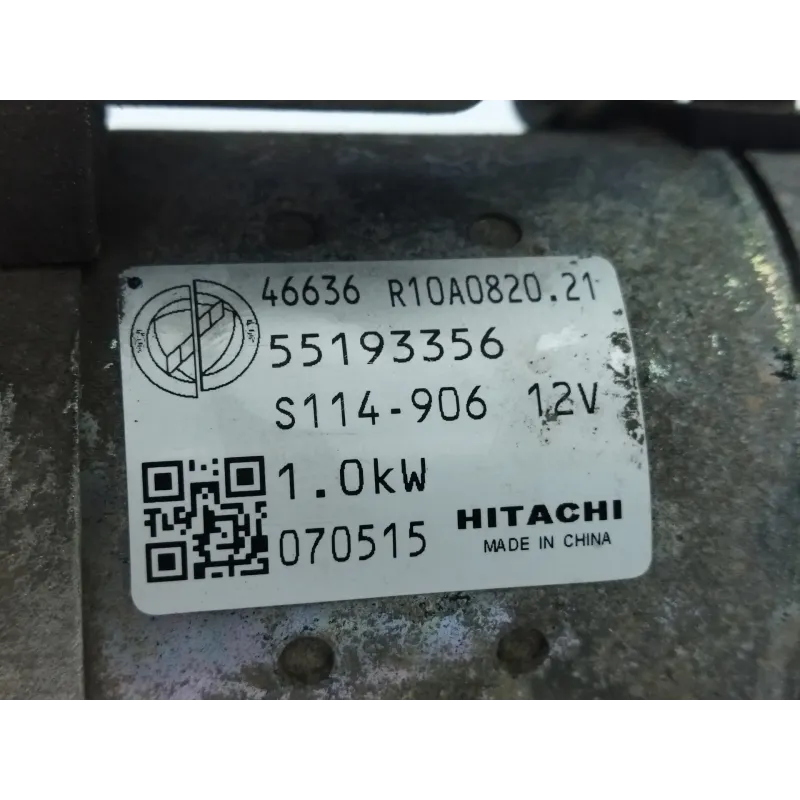 46636 R10A0820.21
55193356
S114-906 12V
1.0kW
070515 HITACHI
MADE IN CHINA